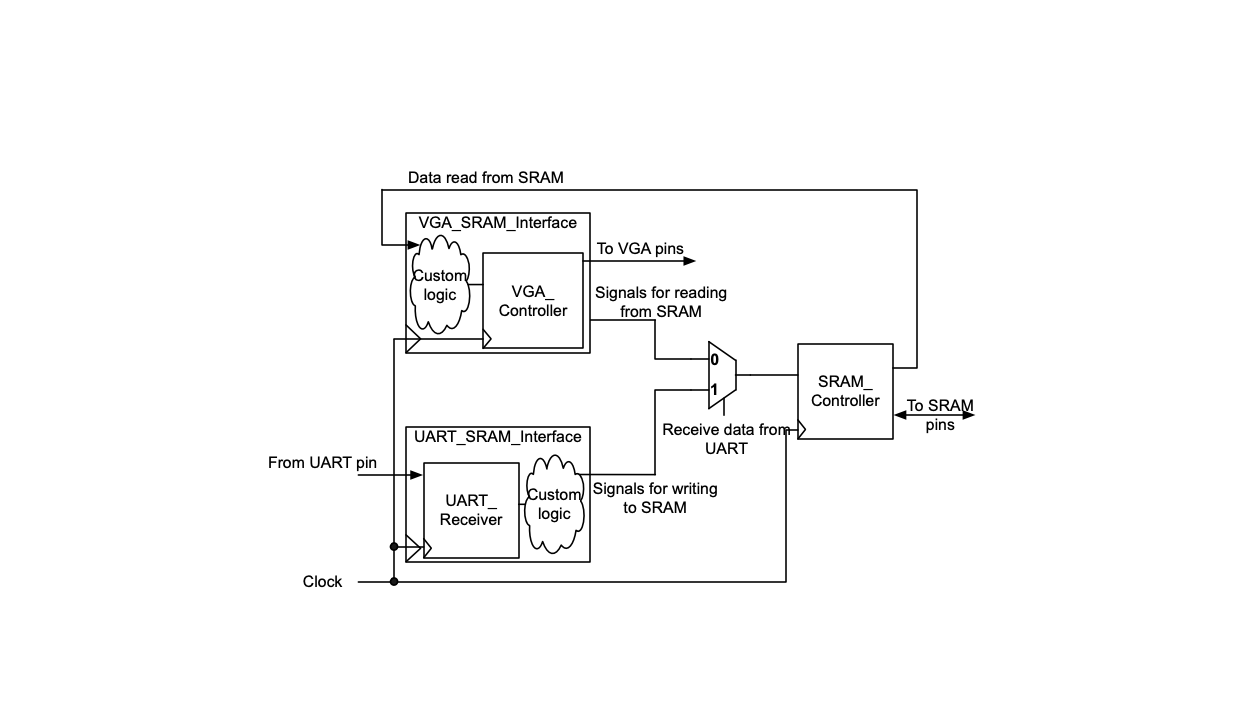 Data read from SRAM
VGA_SRAM_Interface
To VGA pins
Custom
logic
VGA_
Controller
Signals for reading
from SRAM
0
1
SRAM_
Controller
To SRAM
pins
Receive data from
UART
UART_SRAM_Interface
From UART pin
UART_
Receiver
Custom
logic
Signals for writing
to SRAM
Clock